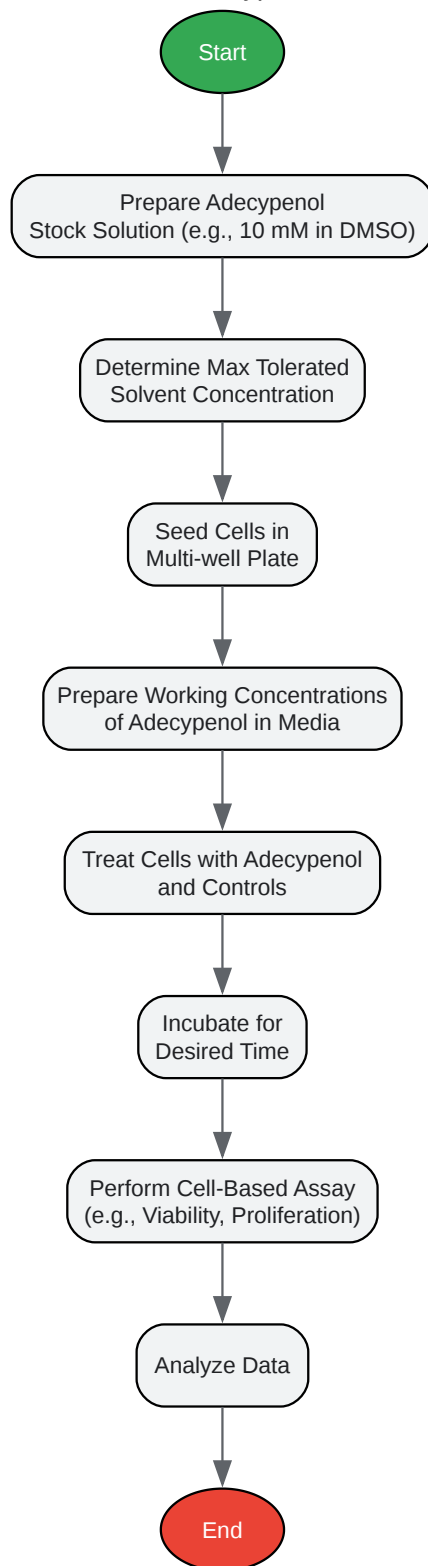 Start
Prepare Adecypenol
Stock Solution (e.g., 10 mM in DMSO)
Determine Max Tolerated
Solvent Concentration
Seed Cells in
Multi-well Plate
Prepare Working Concentrations
of Adecypenol in Media
Treat Cells with Adecypenol
and Controls
Incubate for
Desired Time
Perform Cell-Based Assay
(e.g., Viability, Proliferation)
Analyze Data
End